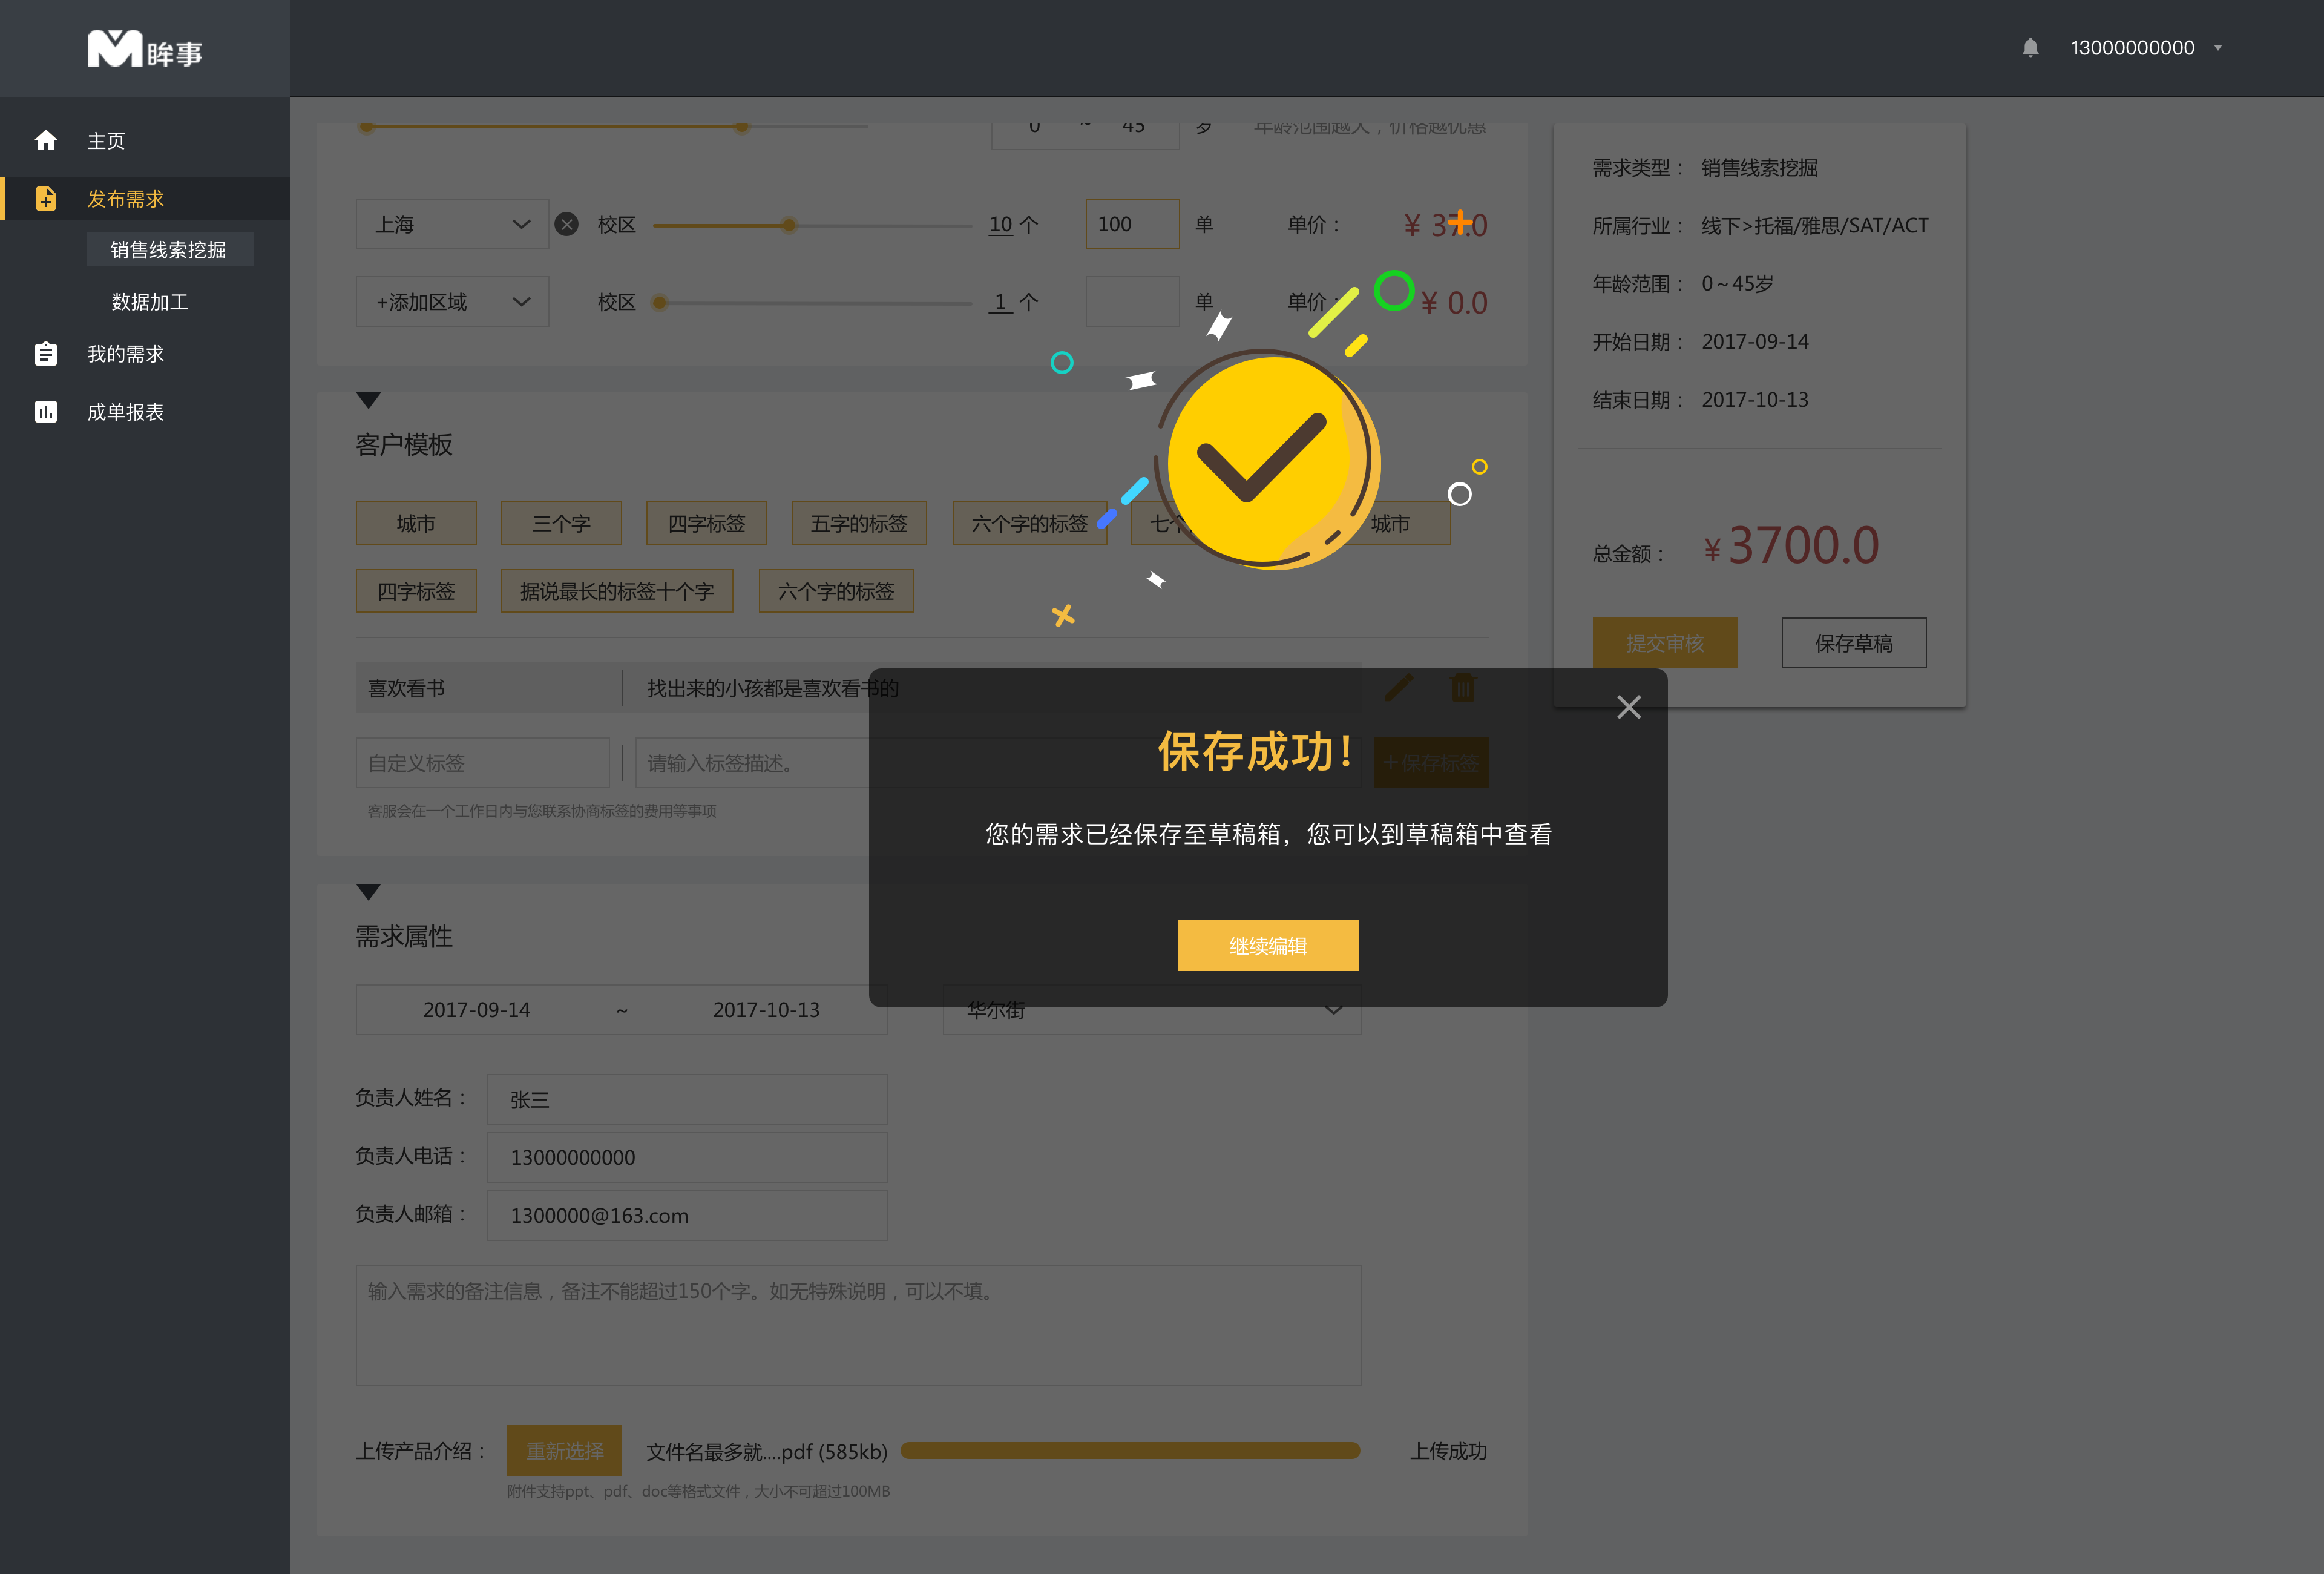 眸事
13000000000
主页
发布需求
销售线索挖掘
数据加工
我的需求
成单报表
0 ~ 45 岁 年龄范围越大，价格越优惠
上海 校区 10 个 100 单 单价： ¥ 37.0
+添加区域 校区 1 个 单 单价： ¥ 0.0
客户模板
城市 三个字 四字标签 五字的标签 六个字的标签 七个 城市
四字标签 据说最长的标签十个字 六个字的标签
喜欢看书 找出来的小孩都是喜欢看书的
自定义标签 请输入标签描述。 +保存标签
客服会在一个工作日内与您联系协商标签的费用等事项
需求属性
2017-09-14 ~ 2017-10-13 华尔街
负责人姓名： 张三
负责人电话： 13000000000
负责人邮箱： 1300000@163.com
输入需求的备注信息，备注不能超过150个字。如无特殊说明，可以不填。
上传产品介绍： 重新选择 文件名最多就....pdf (585kb) 上传成功
附件支持ppt、pdf、doc等格式文件，大小不可超过100MB
需求类型： 销售线索挖掘
所属行业： 线下>托福/雅思/SAT/ACT
年龄范围： 0～45岁
开始日期： 2017-09-14
结束日期： 2017-10-13
总金额： ¥3700.0
提交审核 保存草稿
保存成功！
您的需求已经保存至草稿箱，您可以到草稿箱中查看
继续编辑